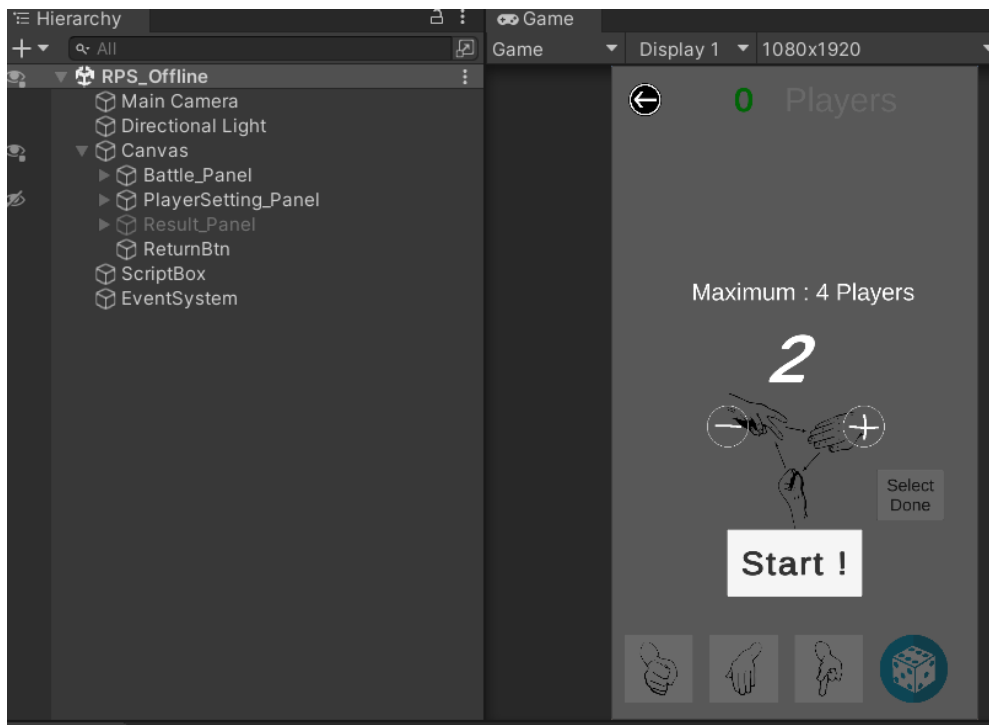 Hierarchy
All
RPS_Offline
Main Camera
Directional Light
Canvas
Battle_Panel
PlayerSetting_Panel
Result_Panel
ReturnBtn
ScriptBox
EventSystem
Game
Game Display 1 1080x1920
0 Players
Maximum : 4 Players
2
Select
Done
Start !